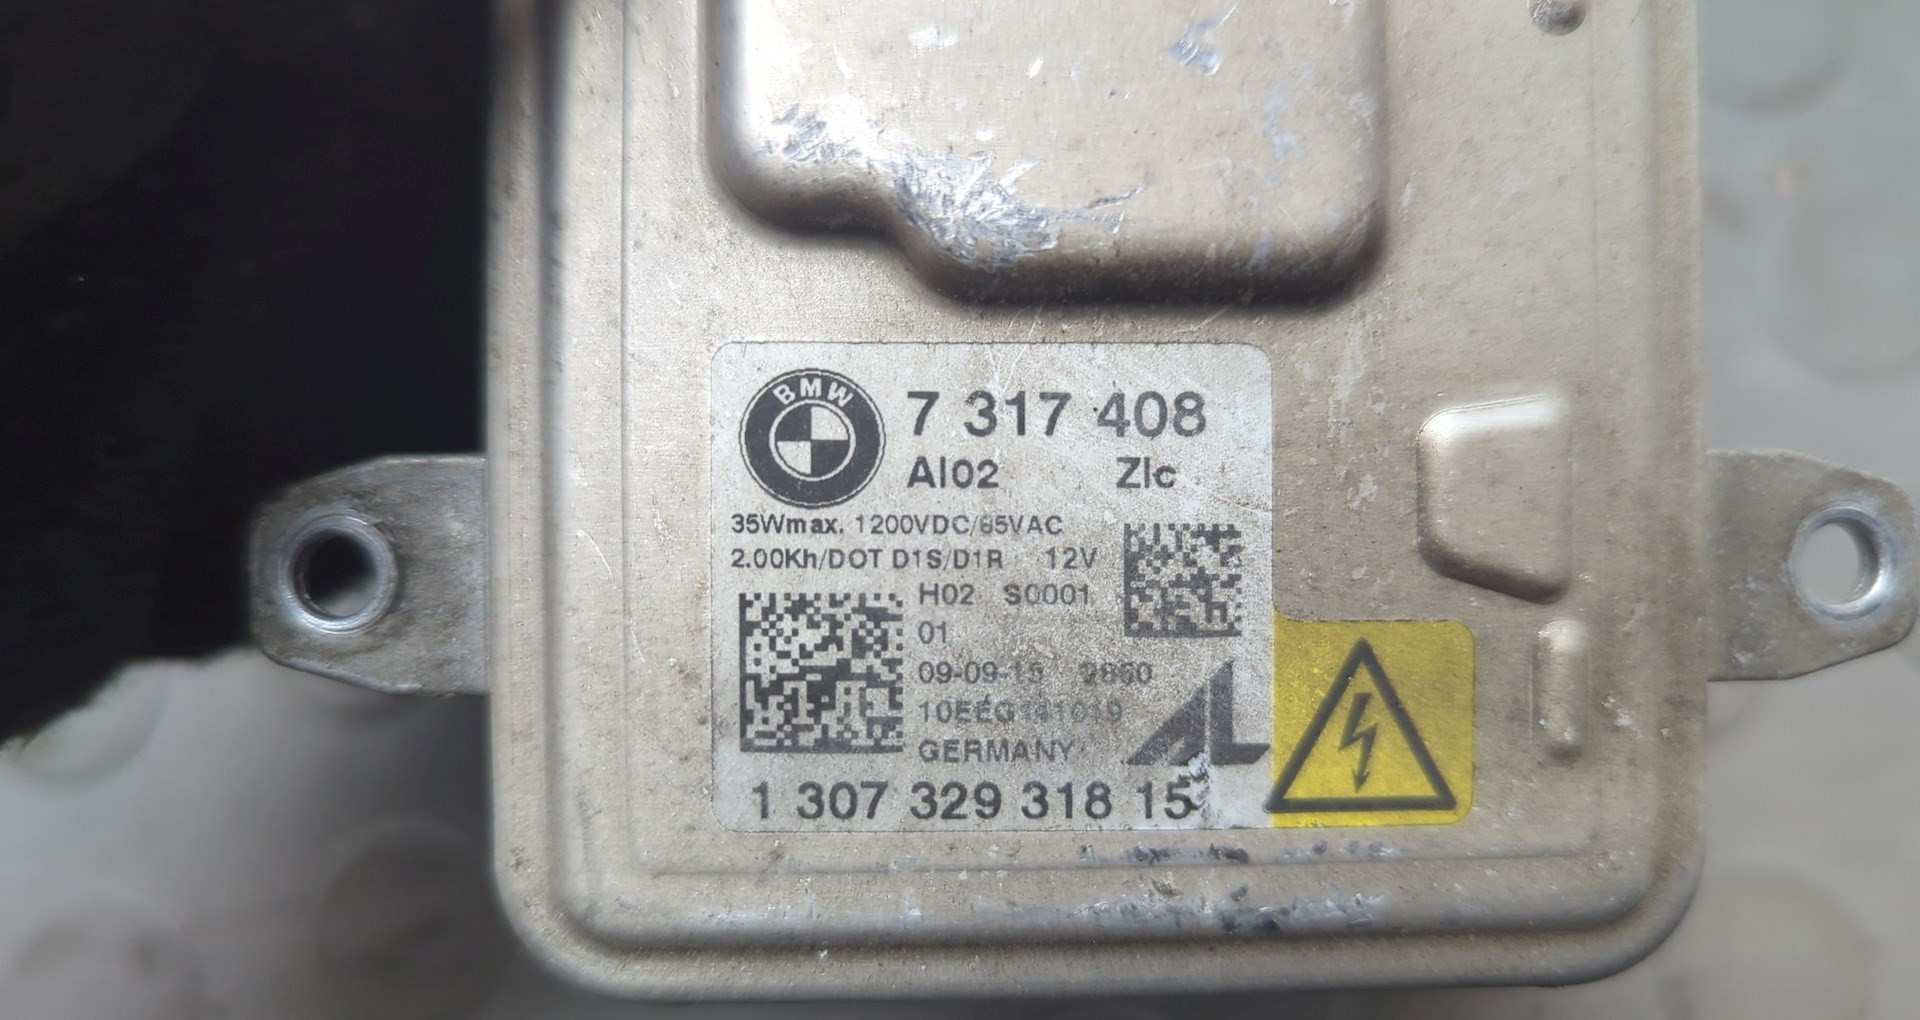 BMW
7 317 408
AI02 ZIc
35Wmax. 1200VDC/85VAC
2.00Kh/DOT D1S/D1R 12V
H02 S0001
01
09-09-15
GERMANY
AL
1 307 329 318 15